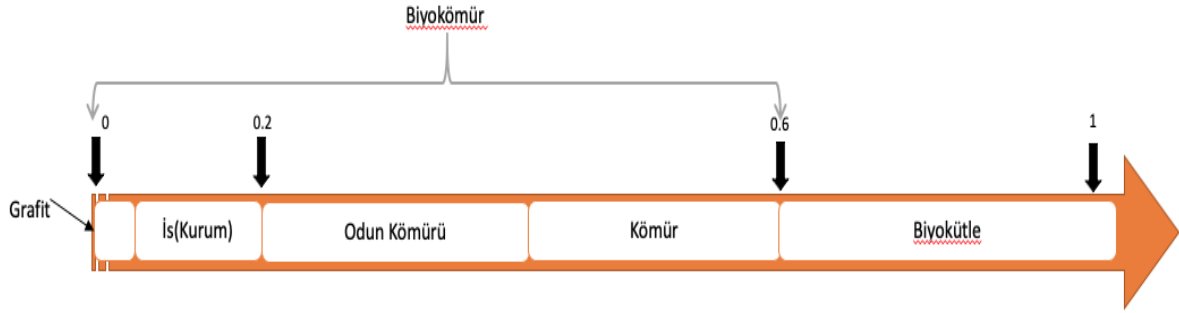 Biyokömür
0
0.2
0.6
1
Grafit
İs(Kurum)
Odun Kömürü
Kömür
Biyokütle